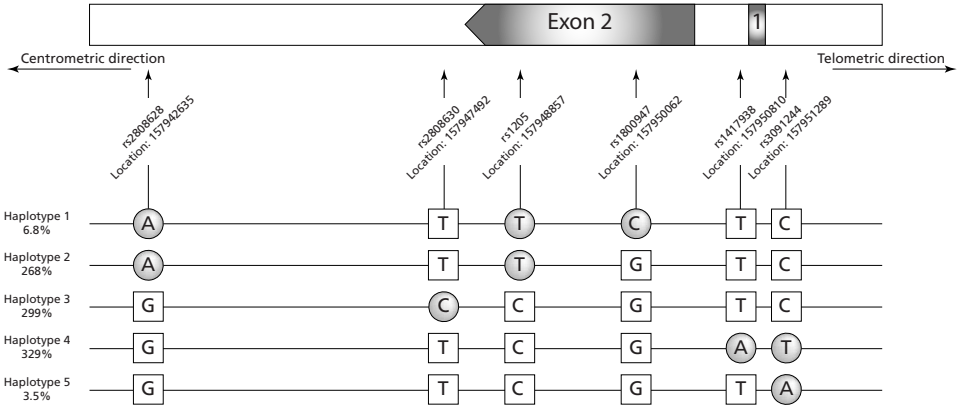 Exon 2
1
Centrometric direction
Telometric direction
rs2808628
Location: 157942635
rs2808630
Location: 157947492
rs1205
Location: 157948857
rs1800947
Location: 157950062
rs1417938
Location: 157950810
rs3091244
Location: 157951289
Haplotype 1
6.8%
A T T C T C
Haplotype 2
268%
A T T G T C
Haplotype 3
299%
G C C G T C
Haplotype 4
329%
G T C G A T
Haplotype 5
3.5%
G T C G T A